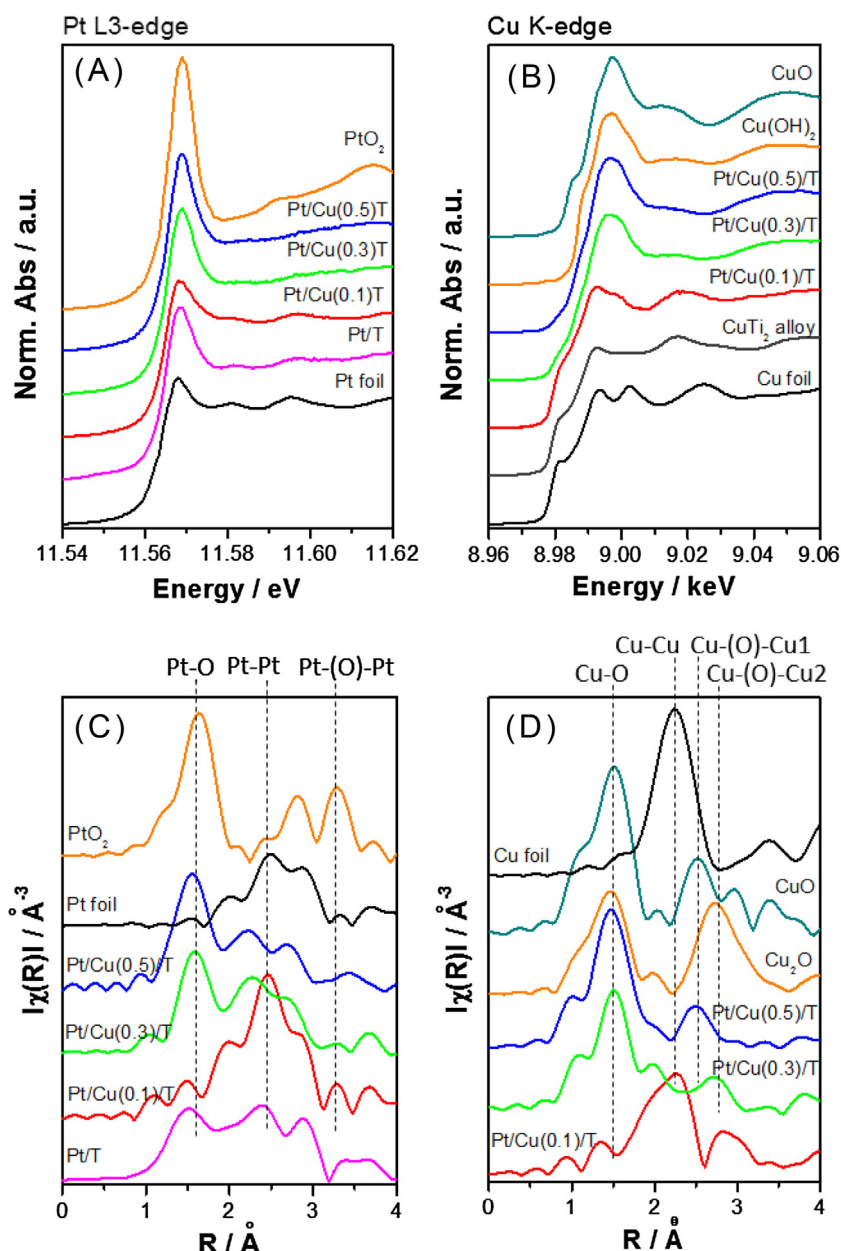 Pt L3-edge
(A)
PtO2
Pt/Cu(0.5)T
Pt/Cu(0.3)T
Pt/Cu(0.1)T
Pt/T
Pt foil
Norm. Abs / a.u.
11.54 11.56 11.58 11.60 11.62
Energy / eV
Cu K-edge
(B)
CuO
Cu(OH)2
Pt/Cu(0.5)/T
Pt/Cu(0.3)/T
Pt/Cu(0.1)/T
CuTi2 alloy
Cu foil
Norm. Abs / a.u.
8.96 8.98 9.00 9.02 9.04 9.06
Energy / keV
Pt-O Pt-Pt Pt-(O)-Pt
(C)
PtO2
Pt foil
Pt/Cu(0.5)/T
Pt/Cu(0.3)/T
Pt/Cu(0.1)/T
Pt/T
|χ(R)| / Å-3
0 1 2 3 4
R / Å
Cu-Cu Cu-(O)-Cu1
Cu-O Cu-(O)-Cu2
(D)
Cu foil
CuO
Cu2O
Pt/Cu(0.5)/T
Pt/Cu(0.3)/T
Pt/Cu(0.1)/T
|χ(R)| / Å-3
0 1 2 3 4
R / Å